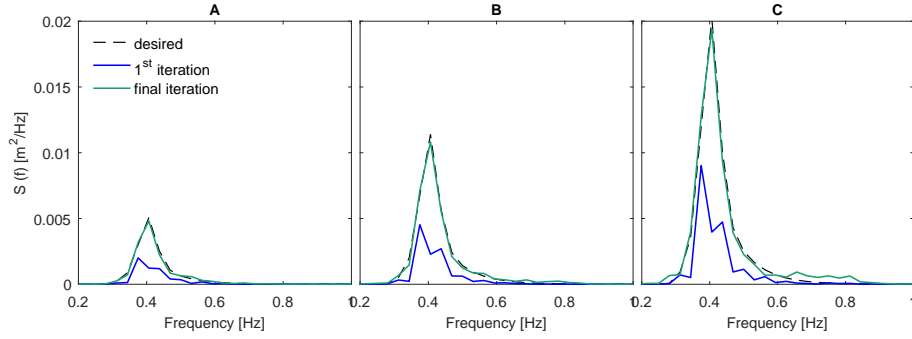 A B C
0.02
0.015
0.01
0.005
0
S (f) [m²/Hz]
desired
1ˢᵗ iteration
final iteration
0.2 0.4 0.6 0.8 1
0.2 0.4 0.6 0.8 1
0.2 0.4 0.6 0.8 1
Frequency [Hz] Frequency [Hz] Frequency [Hz]